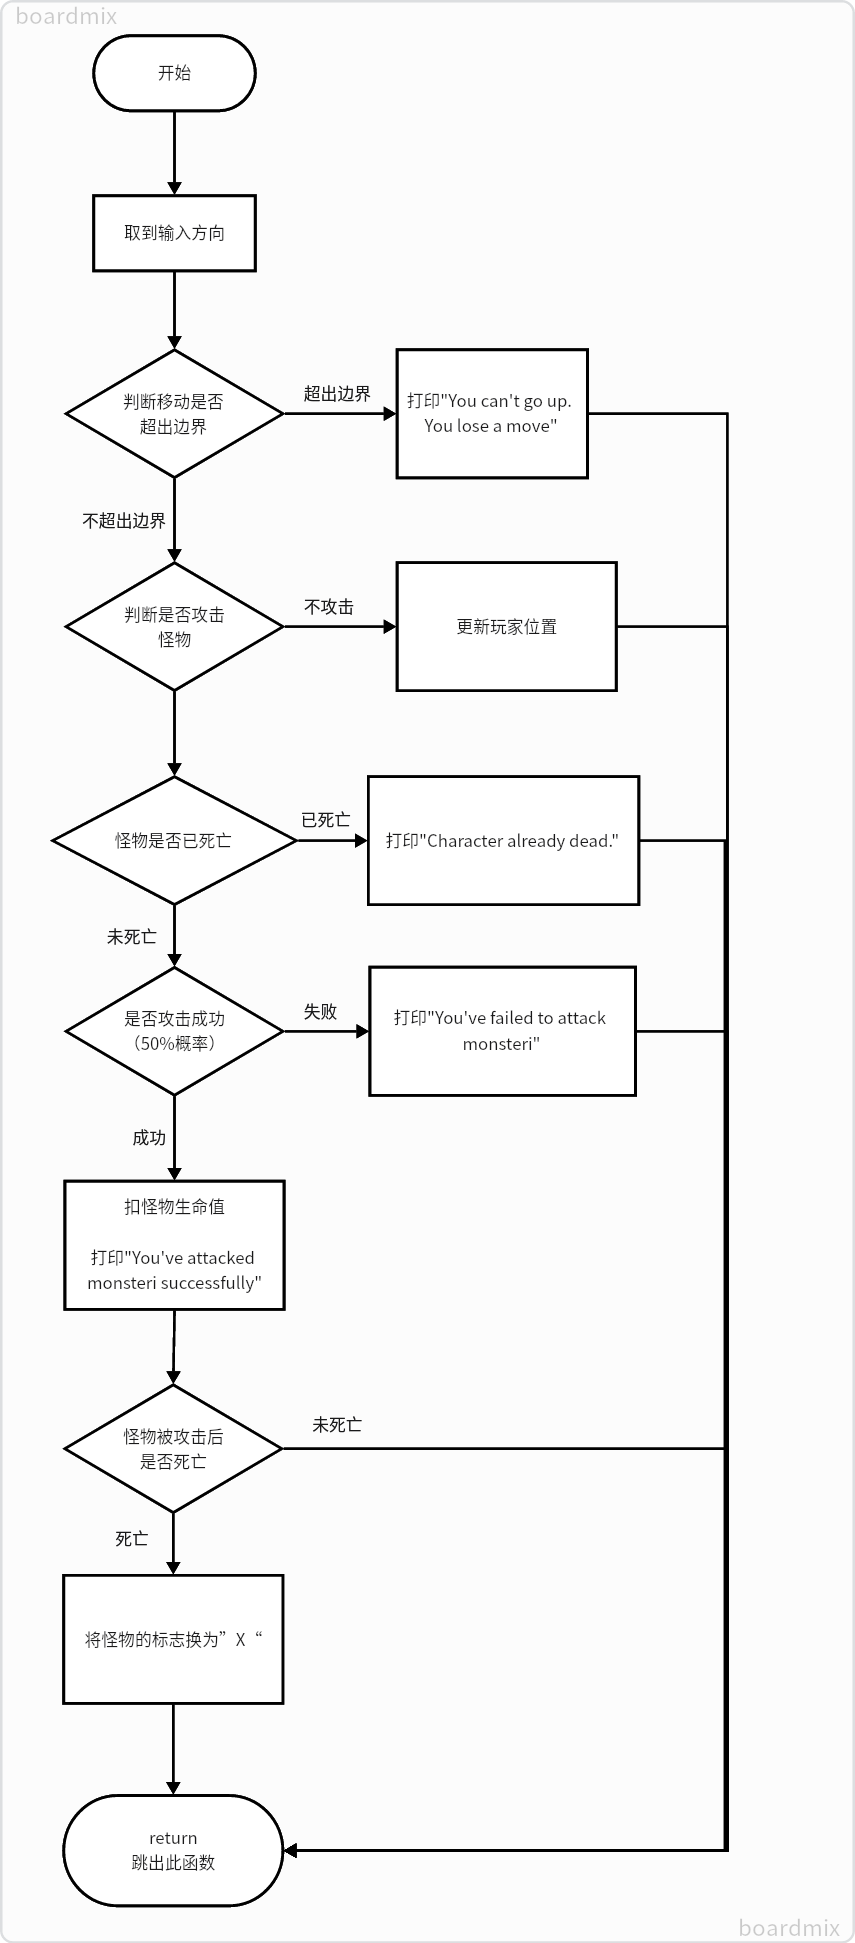 boardmix
开始
取到输入方向
判断移动是否
超出边界
超出边界
打印"You can't go up.
You lose a move"
不超出边界
判断是否攻击
怪物
不攻击
更新玩家位置
怪物是否已死亡
已死亡
打印"Character already dead."
未死亡
是否攻击成功
（50%概率）
失败
打印"You've failed to attack
monsteri"
成功
扣怪物生命值
打印"You've attacked
monsteri successfully"
怪物被攻击后
是否死亡
未死亡
死亡
将怪物的标志换为”X“
return
跳出此函数
boardmix